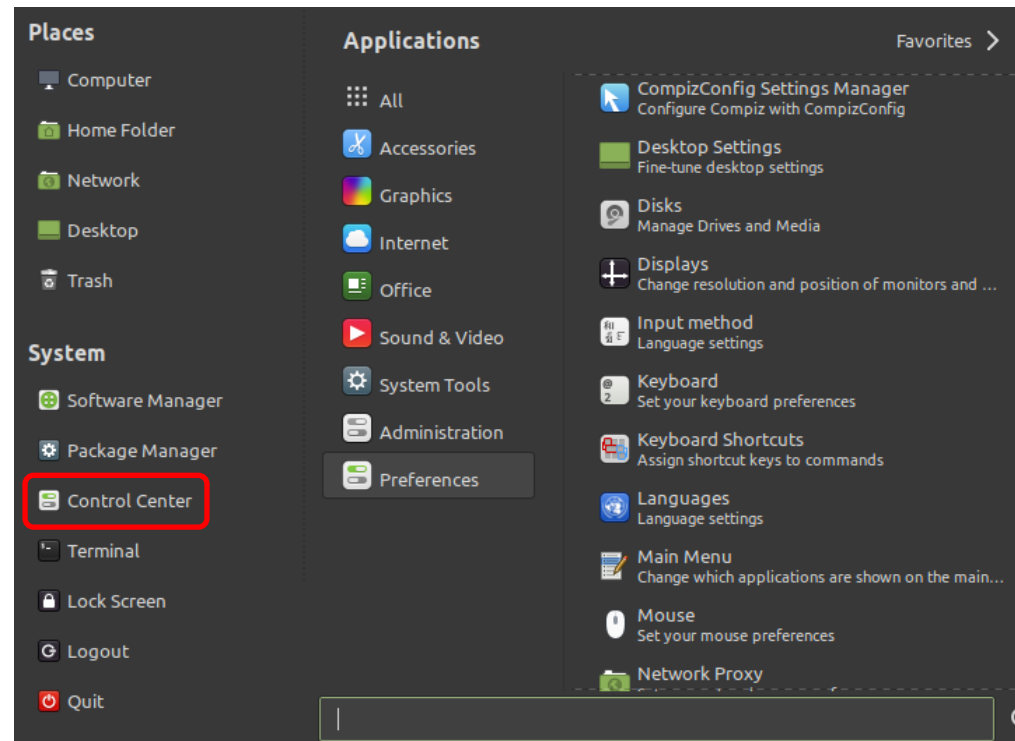 Places
Computer
Home Folder
Network
Desktop
Trash
System
Software Manager
Package Manager
Control Center
Terminal
Lock Screen
Logout
Quit
Applications
Favorites
All
Accessories
Graphics
Internet
Office
Sound & Video
System Tools
Administration
Preferences
CompizConfig Settings Manager
Configure Compiz with CompizConfig
Desktop Settings
Fine-tune desktop settings
Disks
Manage Drives and Media
Displays
Change resolution and position of monitors and ...
Input method
Language settings
Keyboard
Set your keyboard preferences
Keyboard Shortcuts
Assign shortcut keys to commands
Languages
Language settings
Main Menu
Change which applications are shown on the main...
Mouse
Set your mouse preferences
Network Proxy